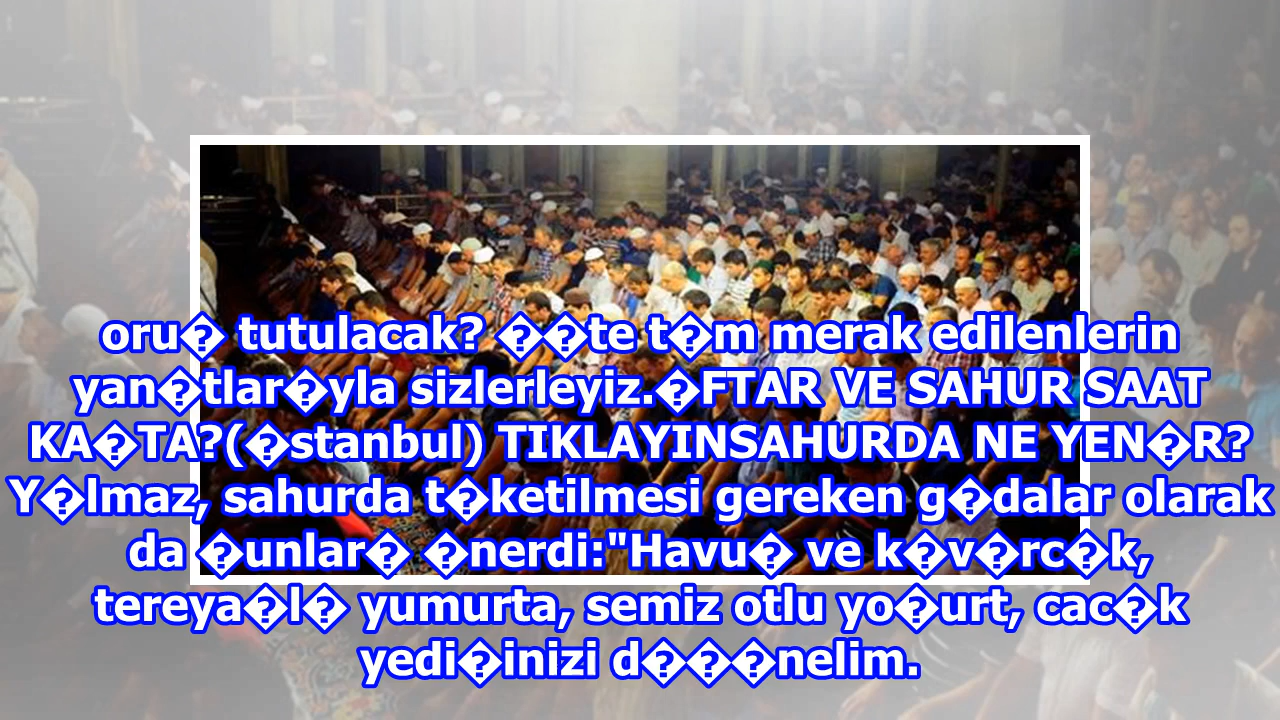 oru� tutulacak? ��te t�m merak edilenlerin
yan�tlar�yla sizlerleyiz.�FTAR VE SAHUR SAAT
KA�TA?(�stanbul) TIKLAYINSAHURDA NE YEN�R?
Y�lmaz, sahurda t�ketilmesi gereken g�dalar olarak
da �unlar� �nerdi:"Havu� ve k�v�rc�k,
tereya�l� yumurta, semiz otlu yo�urt, cac�k
yedi�inizi d���nelim.